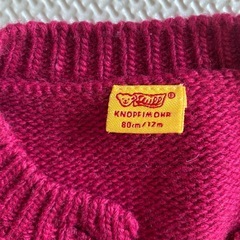 Steiff ®
KNOPF IM OHR
80cm/12m